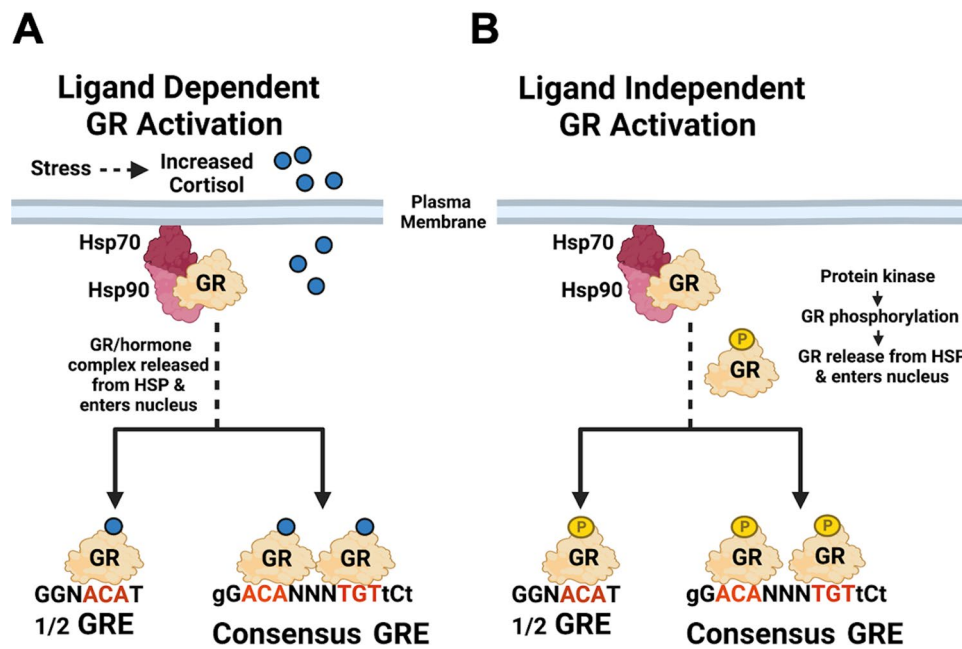 A
Ligand Dependent
GR Activation
Stress
Increased
Cortisol
Plasma
Membrane
Hsp70
Hsp90
GR
GR/hormone
complex released
from HSP &
enters nucleus
GR
GR GR
GGNACAT
1/2 GRE
gGACANNNTGTtCt
Consensus GRE
B
Ligand Independent
GR Activation
Hsp70
Hsp90
GR
Protein kinase
GR phosphorylation
GR release from HSP
& enters nucleus
P
GR
P
GR
P P
GR GR
GGNACAT
1/2 GRE
gGACANNNTGTtCt
Consensus GRE